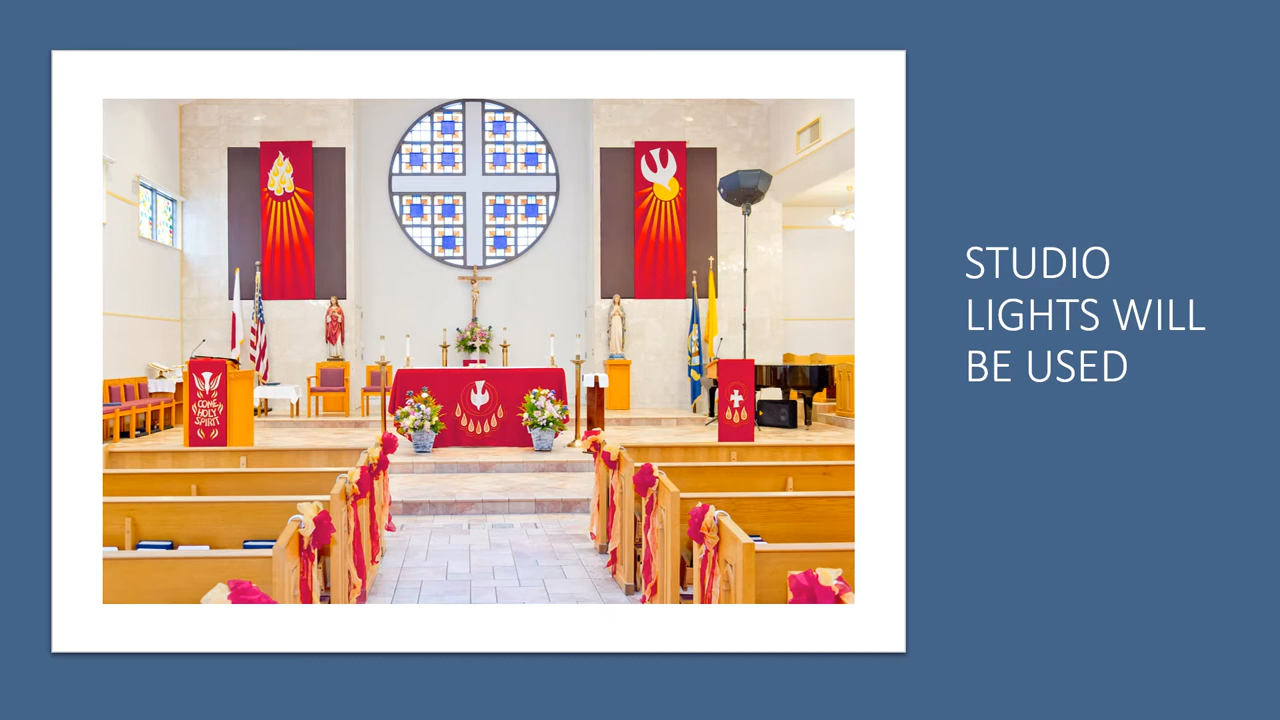 STUDIO
LIGHTS WILL
BE USED
COME
HOLY
SPIRIT